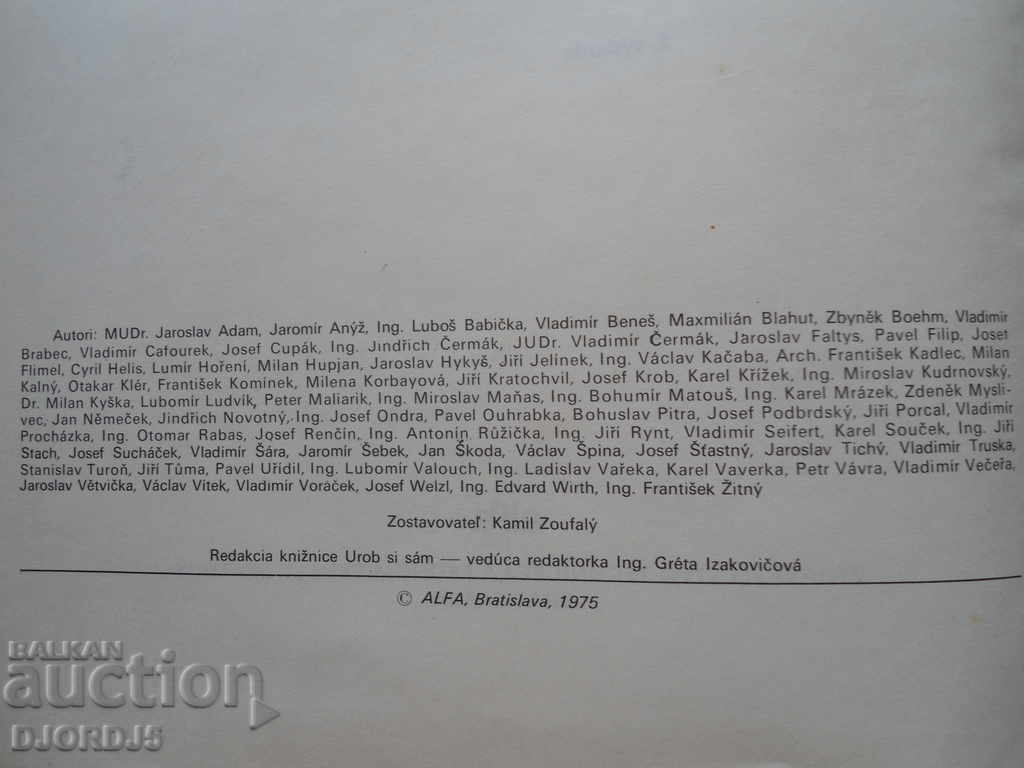 Autori: MUDr. Jaroslav Adam, Jaromír Anýž, Ing. Luboš Babička, Vladimír Beneš, Maxmilián Blahut, Zbyněk Boehm, Vladimír
Brabec, Vladimír Cafourek, Josef Cupák, Ing. Jindřich Čermák, JUDr. Vladimír Čermák, Jaroslav Faltys, Pavel Filip, Josef
Flimel, Cyril Helis, Lumír Hoření, Milan Hupjan, Jaroslav Hykyš, Jiří Jelínek, Ing. Václav Kačaba, Arch. František Kadlec, Milan
Kalný, Otakar Klér, František Komínek, Milena Korbayová, Jiří Kratochvil, Josef Krob, Karel Křížek, Ing. Miroslav Kudrnovský,
Dr. Milan Kyška, Lubomír Ludvík, Peter Maliarik, Ing. Miroslav Maňas, Ing. Bohumír Matouš, Ing. Karel Mrázek, Zdeněk Mysli-
vec, Jan Němeček, Jindřich Novotný, Ing. Josef Ondra, Pavel Ouhrabka, Bohuslav Pitra, Josef Podbrdský, Jiří Porcal, Vladimír
Procházka, Ing. Otomar Rabas, Josef Renčín, Ing. Antonín Růžička, Ing. Jiří Rynt, Vladimír Seifert, Karel Souček, Ing. Jiří
Stach, Josef Sucháček, Vladimír Šára, Jaromír Šebek, Jan Škoda, Václav Špina, Josef Šťastný, Jaroslav Tichý, Vladimír Truska,
Stanislav Turoň, Jiří Tůma, Pavel Uřídil, Ing. Lubomír Valouch, Ing. Ladislav Vařeka, Karel Vaverka, Petr Vávra, Vladimír Večeřa,
Jaroslav Větvička, Václav Vítek, Vladimír Voráček, Josef Welzl, Ing. Edvard Wirth, Ing. František Žitný
Zostavovateľ: Kamil Zoufalý
Redakcia knižnice Urob si sám — vedúca redaktorka Ing. Gréta Izakovičová
© ALFA, Bratislava, 1975
BALKAN
auction
DJORDJ5